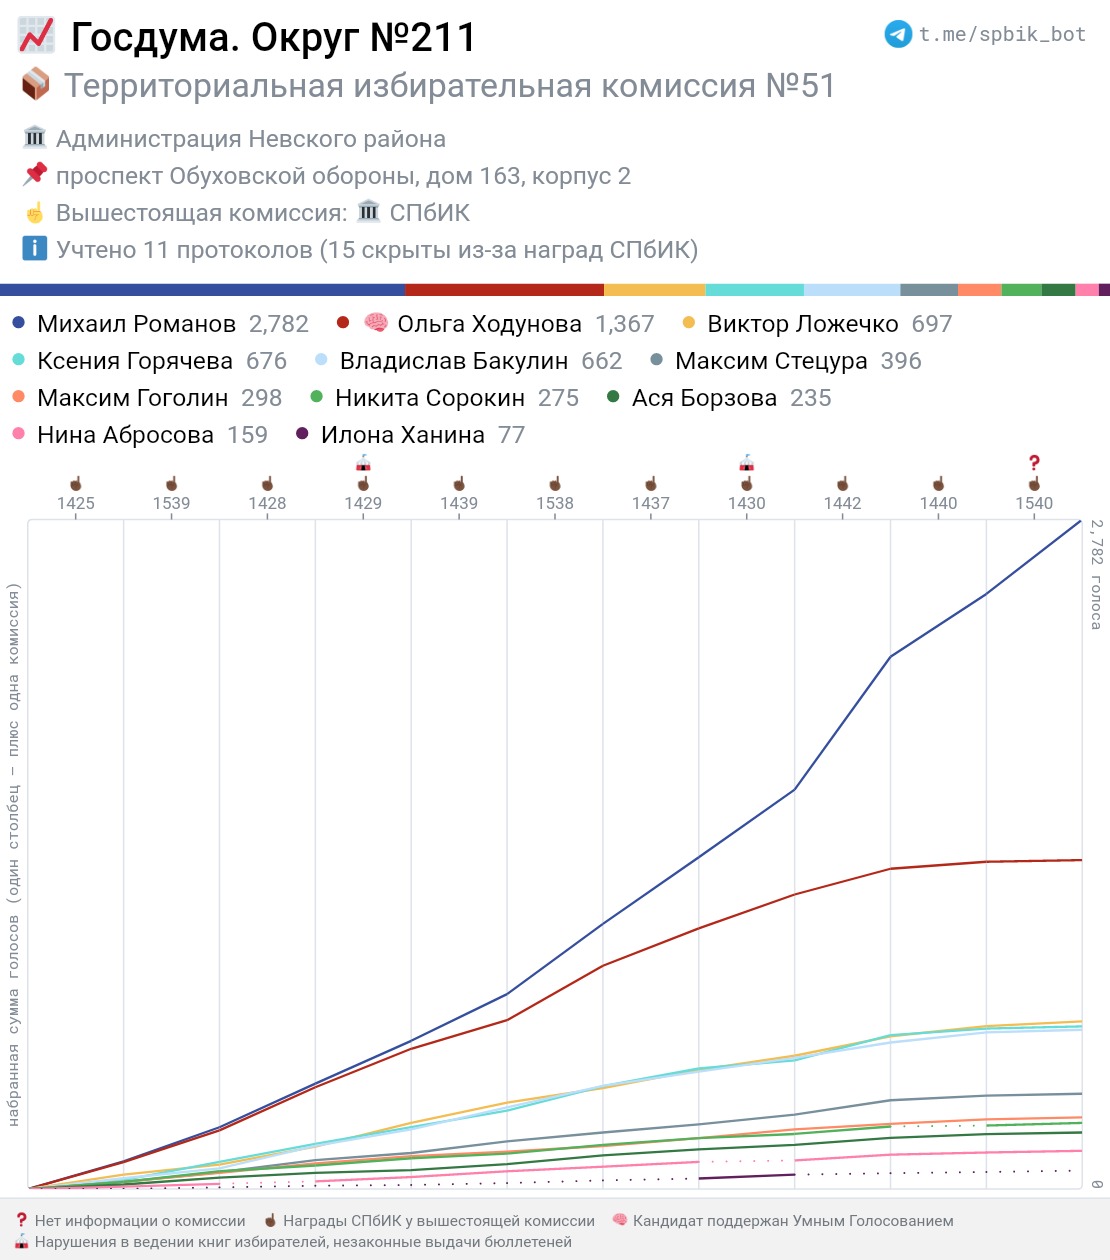 Госдума. Округ №211
t.me/spbik_bot
Территориальная избирательная комиссия №51
Администрация Невского района
проспект Обуховской обороны, дом 163, корпус 2
Вышестоящая комиссия: СПбИК
Учтено 11 протоколов (15 скрыты из-за наград СПбИК)
Михаил Романов 2,782 Ольга Ходунова 1,367 Виктор Ложечко 697
Ксения Горячева 676 Владислав Бакулин 662 Максим Стецура 396
Максим Гоголин 298 Никита Сорокин 275 Ася Борзова 235
Нина Абросова 159 Илона Ханина 77
1425 1539 1428 1429 1439 1538 1437 1430 1442 1440 1540
набранная сумма голосов (один столбец – плюс одна комиссия)
2,782 голоса
0
Нет информации о комиссии Награды СПбИК у вышестоящей комиссии Кандидат поддержан Умным Голосованием
Нарушения в ведении книг избирателей, незаконные выдачи бюллетеней